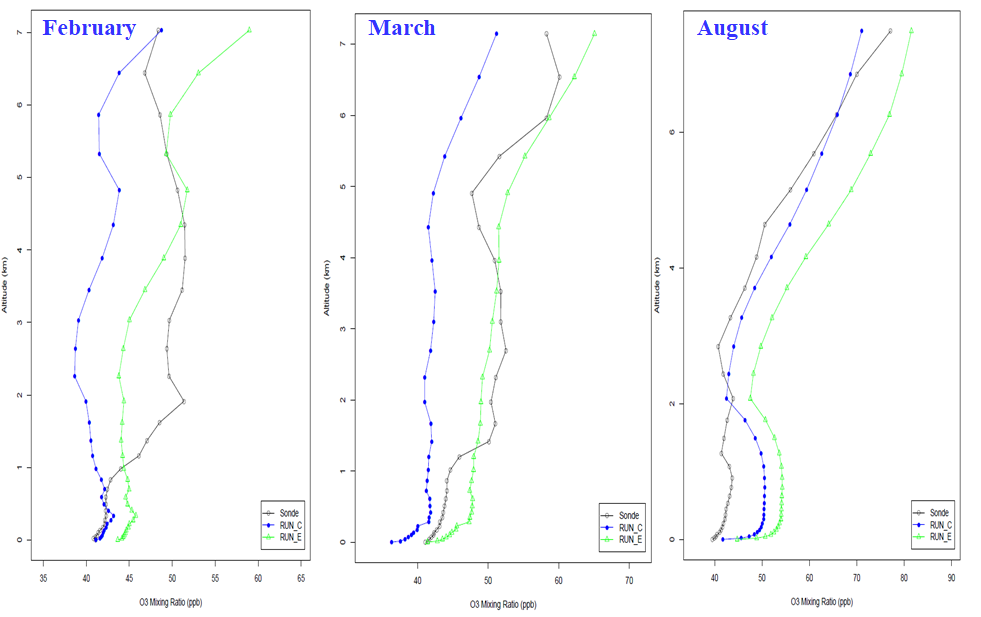 February
7
6
5
4
3
2
1
0
Altitude (km)
35 40 45 50 55 60 65
O3 Mixing Ratio (ppb)
Sonde
RUN_C
RUN_E
March
7
6
5
4
3
2
1
0
Altitude (km)
40 50 60 70
O3 Mixing Ratio (ppb)
Sonde
RUN_C
RUN_E
August
6
4
2
0
Altitude (km)
40 50 60 70 80 90
O3 Mixing Ratio (ppb)
Sonde
RUN_C
RUN_E